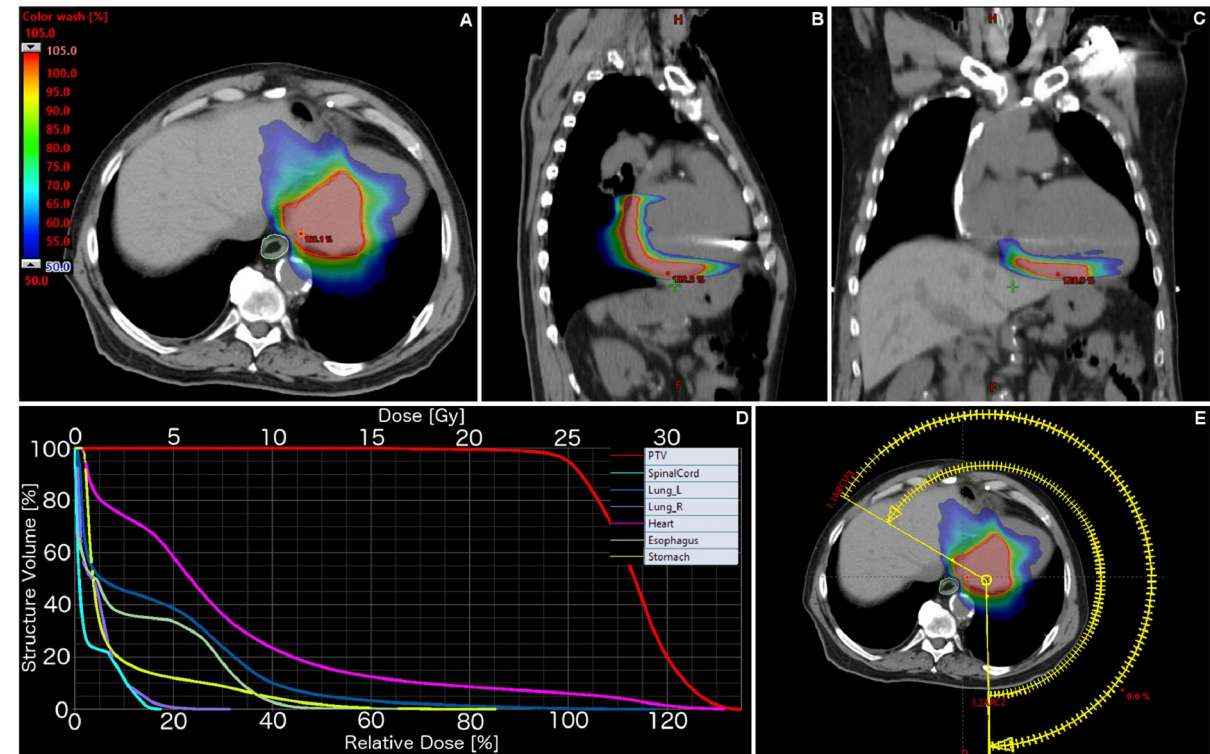 Color wash [%]
105.0
105.0
100.0
95.0
90.0
85.0
80.0
75.0
70.0
65.0
60.0
55.0
50.0
50.0
A
H
B
F
H
C
F
D
Dose [Gy]
0 5 10 15 20 25 30
100
80
60
40
20
0
Structure Volume [%]
PTV
SpinalCord
Lung_L
Lung_R
Heart
Esophagus
Stomach
0 20 40 60 80 100 120
Relative Dose [%]
E
0.0 %